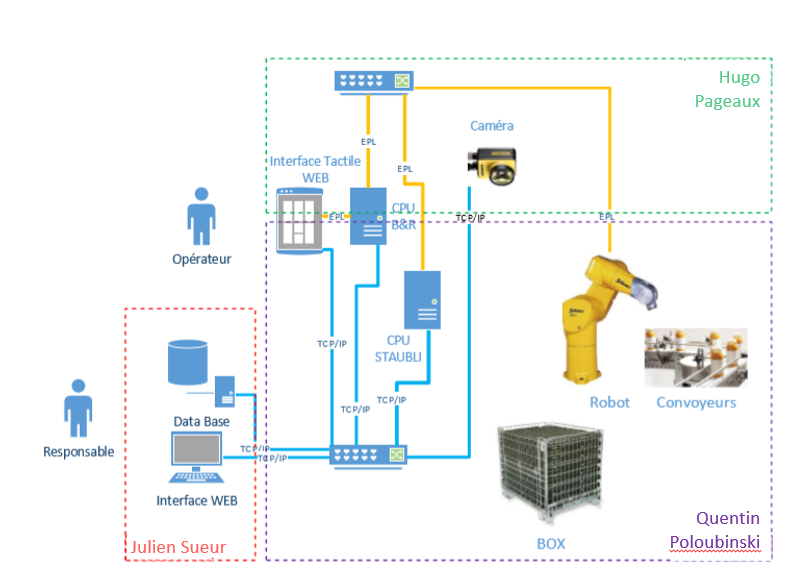 Hugo
Pageaux
Caméra
EPL
EPL
Interface Tactile
WEB
CPU
B&R
EPL
TCP/IP
EPL
Opérateur
CPU
STAUBLI
TCP/IP
TCP/IP
TCP/IP
Robot
Convoyeurs
Data Base
Responsable
TCP/IP
TCP/IP
Interface WEB
BOX
Quentin
Poloubinski
Julien Sueur